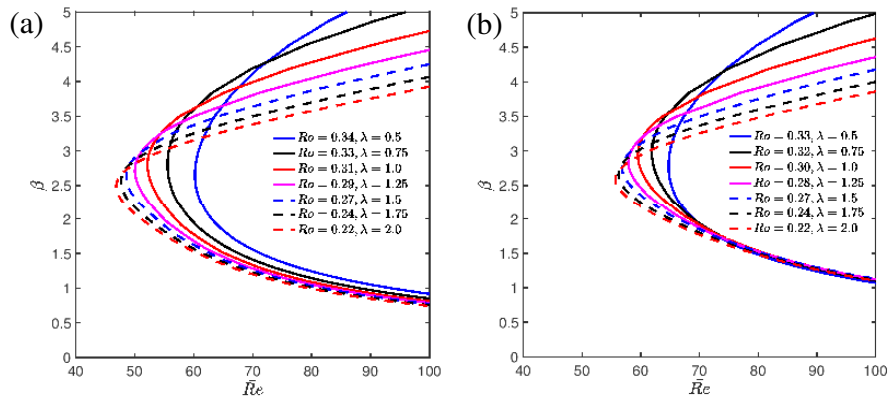 (a)
5
4.5
4
3.5
3
2.5
2
1.5
1
0.5
0
β
40 50 60 70 80 90 100
R̄e
Ro = 0.34, λ = 0.5
Ro = 0.33, λ = 0.75
Ro = 0.31, λ = 1.0
Ro = 0.29, λ = 1.25
Ro = 0.27, λ = 1.5
Ro = 0.24, λ = 1.75
Ro = 0.22, λ = 2.0
(b)
5
4.5
4
3.5
3
2.5
2
1.5
1
0.5
0
β
40 50 60 70 80 90 100
R̄e
Ro = 0.33, λ = 0.5
Ro = 0.32, λ = 0.75
Ro = 0.30, λ = 1.0
Ro = 0.28, λ = 1.25
Ro = 0.27, λ = 1.5
Ro = 0.24, λ = 1.75
Ro = 0.22, λ = 2.0